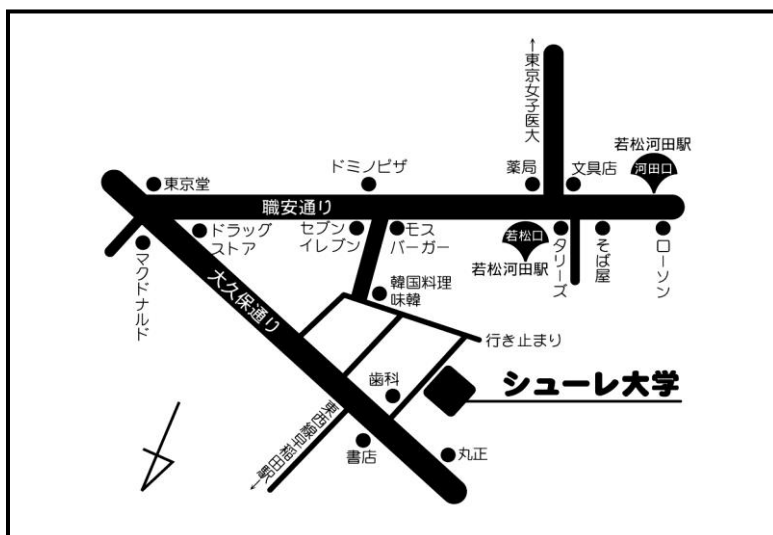 ←東京女子医大
若松河田駅
河田口
ドミノピザ
薬局
文具店
東京堂
職安通り
ドラッグ
ストア
セブン
イレブン
モス
バーガー
若松口
若松河田駅
タリーズ
そば屋
ローソン
マクドナルド
大久保通り
韓国料理
味韓
行き止まり
歯科
シューレ大学
東西線早稲田駅→
書店
丸正